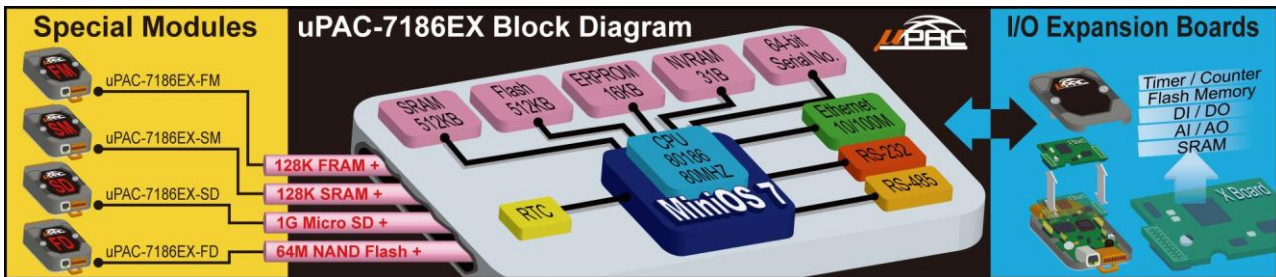 Special Modules
FM
uPAC-7186EX-FM
SM
uPAC-7186EX-SM
SD
uPAC-7186EX-SD
FD
uPAC-7186EX-FD
128K FRAM +
128K SRAM +
1G Micro SD +
64M NAND Flash +
uPAC-7186EX Block Diagram
µPAC
SRAM
512KB
Flash
512KB
ERPROM
16KB
NVRAM
31B
64-bit
Serial No.
CPU
80186
80MHZ
MiniOS 7
Ethernet
10/100M
RS-232
RS-485
RTC
I/O Expansion Boards
Timer / Counter
Flash Memory
DI / DO
AI / AO
SRAM
X Board